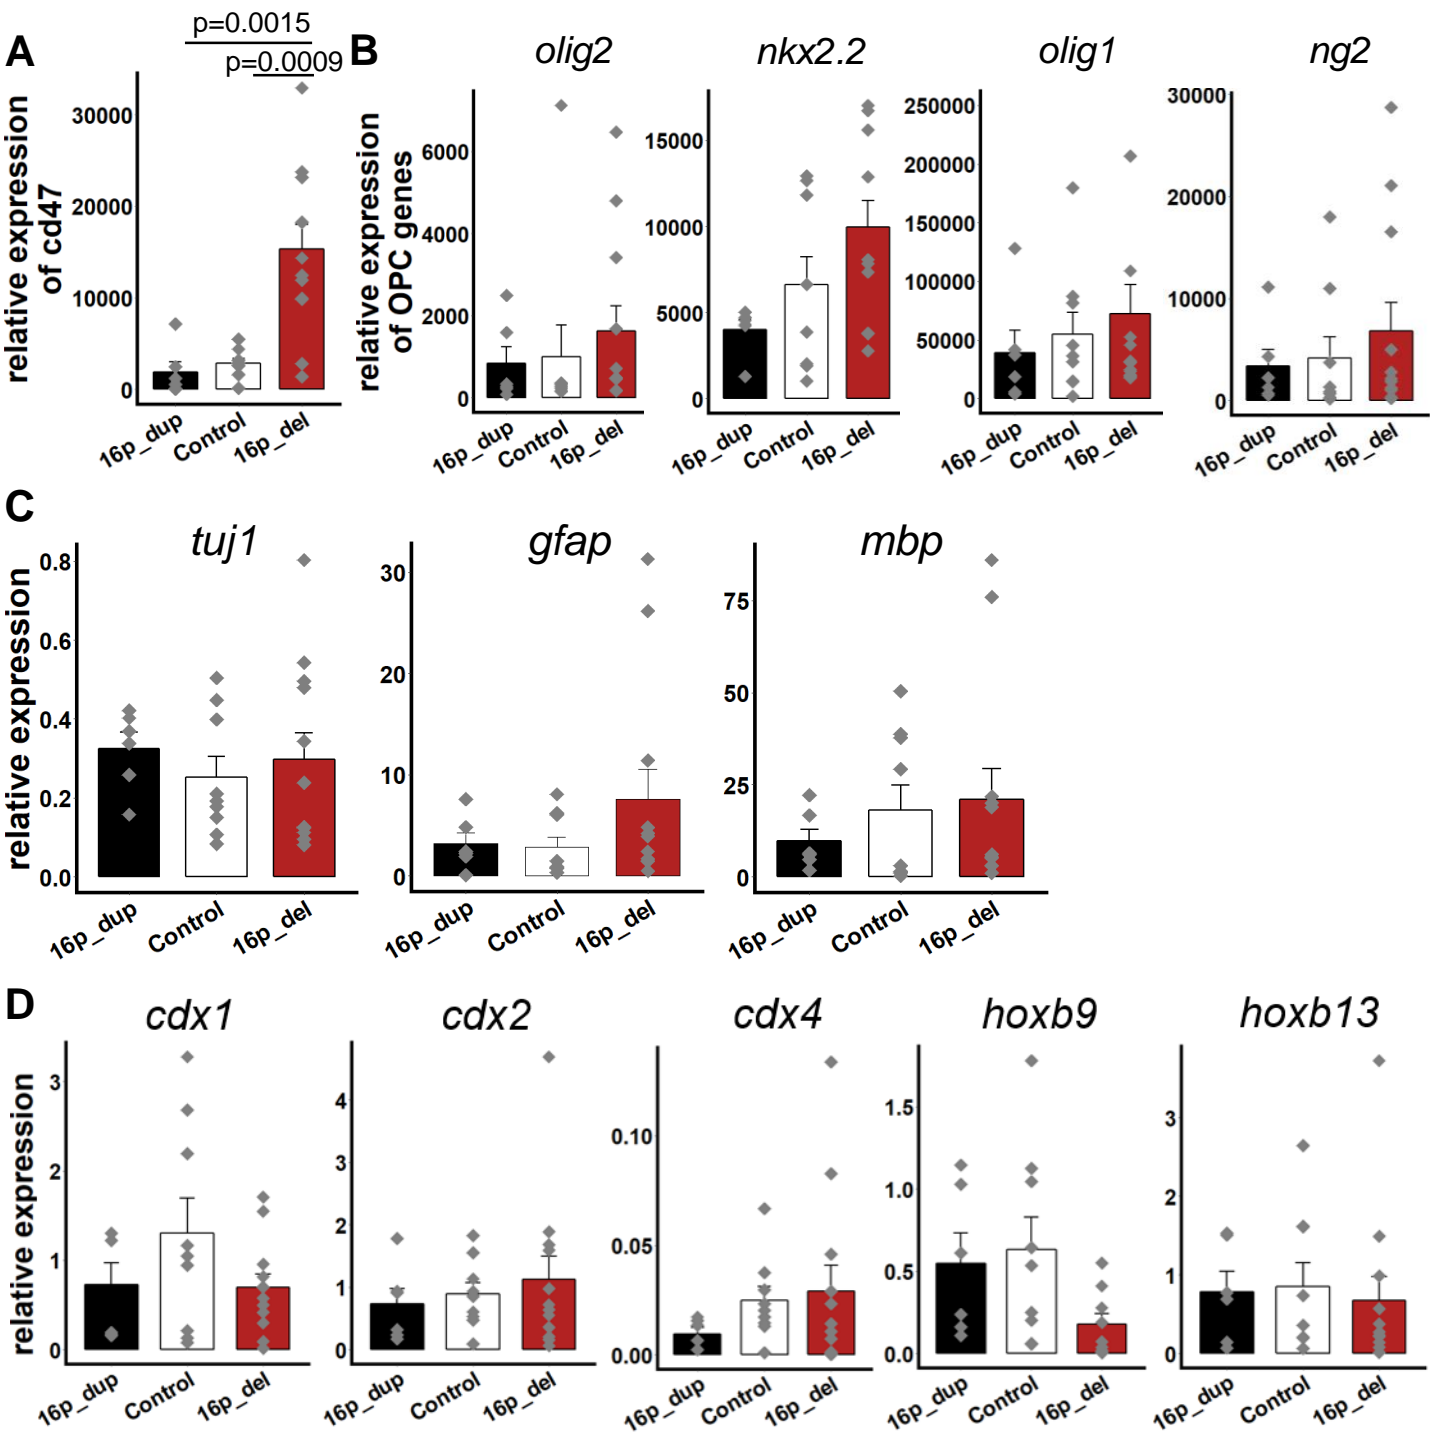 A
p=0.0015
p=0.0009
relative expression
of cd47
30000
20000
10000
0
16p_dup
Control
16p_del
B
relative expression
of OPC genes
olig2
6000
4000
2000
0
16p_dup
Control
16p_del
nkx2.2
15000
10000
5000
0
16p_dup
Control
16p_del
olig1
250000
200000
150000
100000
50000
0
16p_dup
Control
16p_del
ng2
30000
20000
10000
0
16p_dup
Control
16p_del
C
relative expression
tuj1
0.8
0.6
0.4
0.2
0.0
16p_dup
Control
16p_del
gfap
30
20
10
0
16p_dup
Control
16p_del
mbp
75
50
25
0
16p_dup
Control
16p_del
D
relative expression
cdx1
3
2
1
0
16p_dup
Control
16p_del
cdx2
4
3
2
1
0
16p_dup
Control
16p_del
cdx4
0.10
0.05
0.00
16p_dup
Control
16p_del
hoxb9
1.5
1.0
0.5
0.0
16p_dup
Control
16p_del
hoxb13
3
2
1
0
16p_dup
Control
16p_del